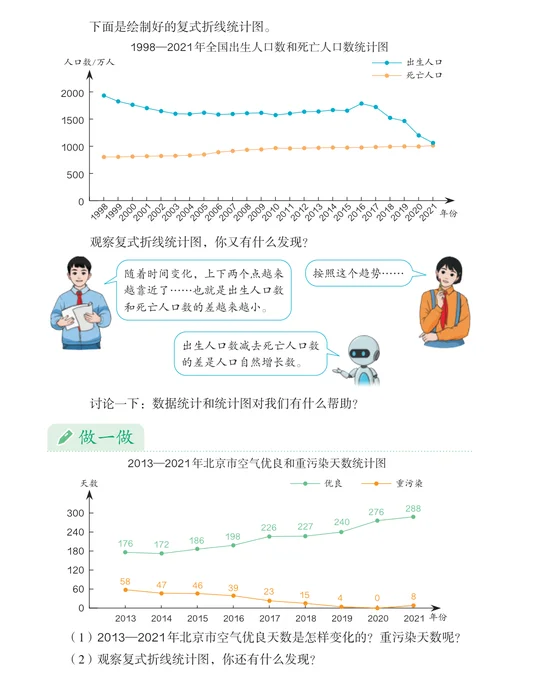 下面是绘制好的复式折线统计图。
1998—2021年全国出生人口数和死亡人口数统计图
人口数/万人
出生人口
死亡人口
2000
1500
1000
500
0
1998 1999 2000 2001 2002 2003 2004 2005 2006 2007 2008 2009 2010 2011 2012 2013 2014 2015 2016 2017 2018 2019 2020 2021 年份
观察复式折线统计图，你又有什么发现？
随着时间变化，上下两个点越来
越靠近了……也就是出生人口数
和死亡人口数的差越来越小。
按照这个趋势……
出生人口数减去死亡人口数
的差是人口自然增长数。
讨论一下：数据统计和统计图对我们有什么帮助？
做一做
2013—2021年北京市空气优良和重污染天数统计图
天数
优良 重污染
300
240
180
120
60
0
176 172 186 198 226 227 240 276 288
58 47 46 39 23 15 4 0 8
2013 2014 2015 2016 2017 2018 2019 2020 2021 年份
（1）2013—2021年北京市空气优良天数是怎样变化的？重污染天数呢？
（2）观察复式折线统计图，你还有什么发现？